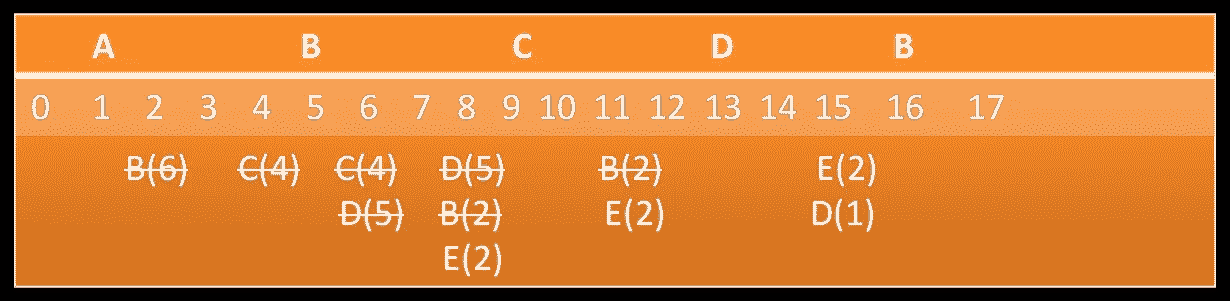 A B C D B
0 1 2 3 4 5 6 7 8 9 10 11 12 13 14 15 16 17
B(6) C(4) C(4) D(5) B(2) E(2)
D(5) B(2) E(2) D(1)
E(2)